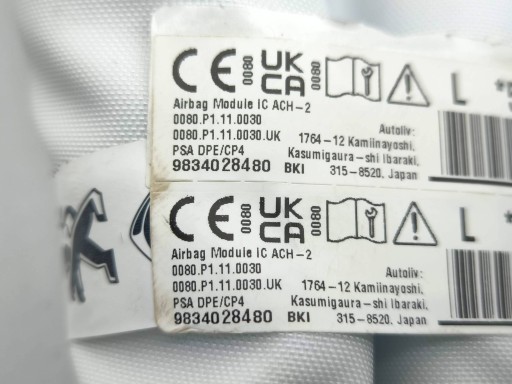 CE 0080 UK CA 0080 L
Airbag Module IC ACH-2
0080.P1.11.0030
Autoliv:
0080.P1.11.0030.UK 1764-12 Kamiinayoshi,
PSA DPE/CP4 Kasumigaura-shi Ibaraki,
9834028480 BKI 315-8520, Japan
CE 0080 UK CA 0080 L
Airbag Module IC ACH-2
0080.P1.11.0030
Autoliv:
0080.P1.11.0030.UK 1764-12 Kamiinayoshi,
PSA DPE/CP4 Kasumigaura-shi Ibaraki,
9834028480 BKI 315-8520, Japan